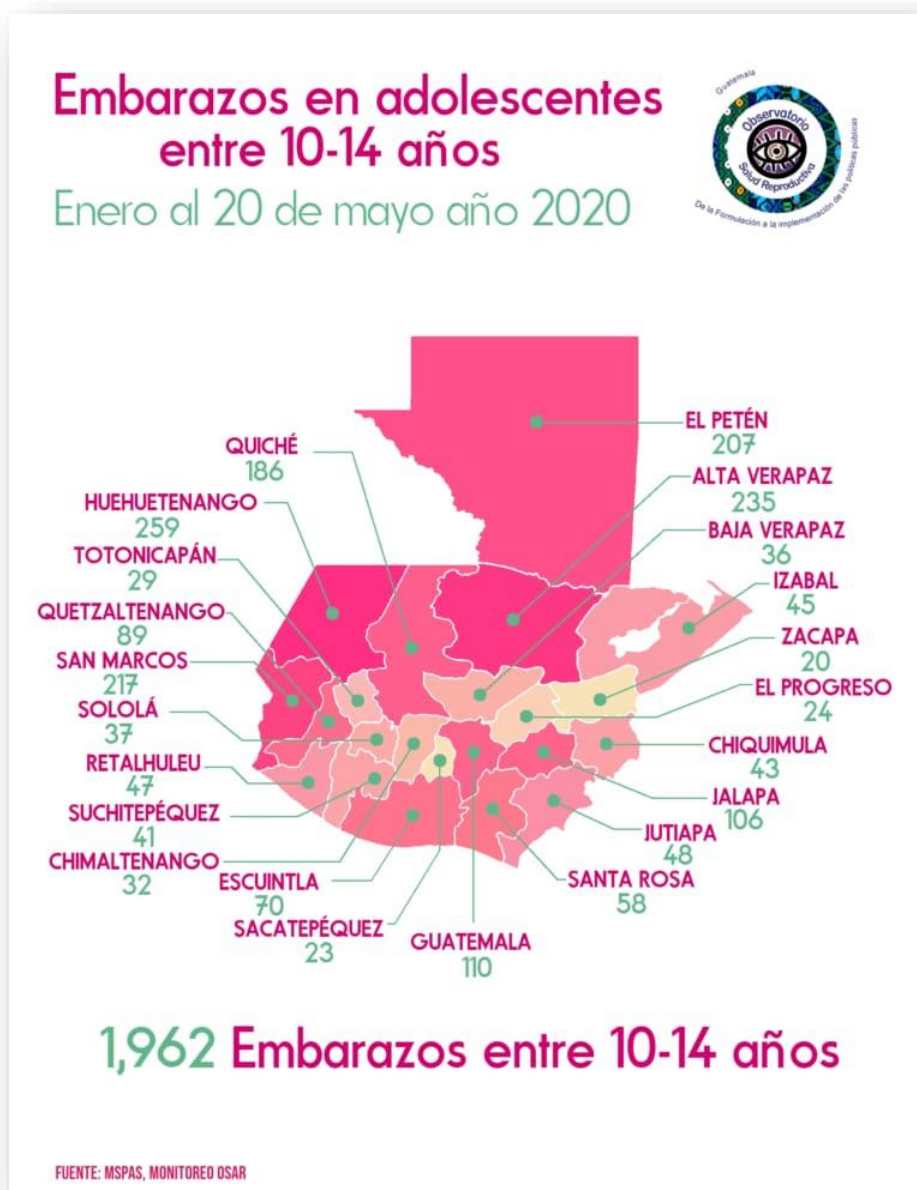 Embarazos en adolescentes
entre 10-14 años
Enero al 20 de mayo año 2020
Guatemala
Observatorio
Salud Reproductiva
De la Formulación a la implementación de las políticas públicas
QUICHÉ
186
HUEHUETENANGO
259
TOTONICAPÁN
29
QUETZALTENANGO
89
SAN MARCOS
217
SOLOLÁ
37
RETALHULEU
47
SUCHITEPÉQUEZ
41
CHIMALTENANGO
32
ESCUINTLA
70
SACATEPÉQUEZ
23
GUATEMALA
110
EL PETÉN
207
ALTA VERAPAZ
235
BAJA VERAPAZ
36
IZABAL
45
ZACAPA
20
EL PROGRESO
24
CHIQUIMULA
43
JALAPA
106
JUTIAPA
48
SANTA ROSA
58
1,962 Embarazos entre 10-14 años
FUENTE: MSPAS, MONITOREO OSAR